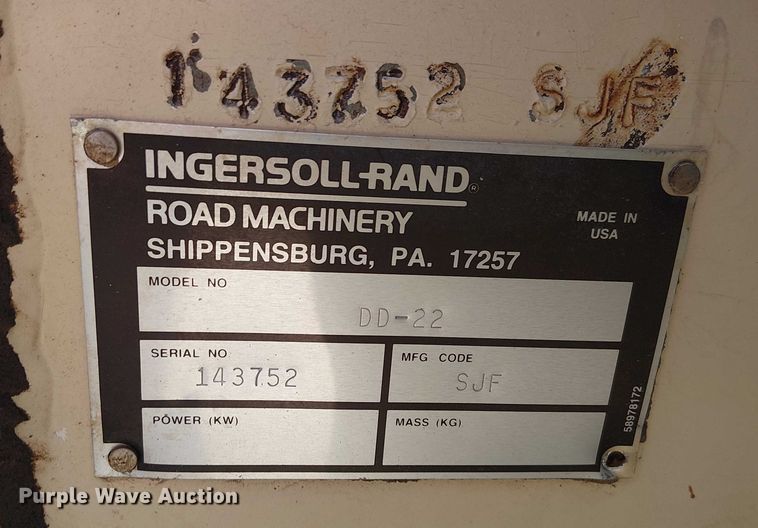 143752 SJF
INGERSOLL-RAND®
ROAD MACHINERY
SHIPPENSBURG, PA. 17257
MADE IN
USA
MODEL NO
DD-22
SERIAL NO
143752
MFG CODE
SJF
POWER (KW)
MASS (KG)
58978172
Purple Wave Auction